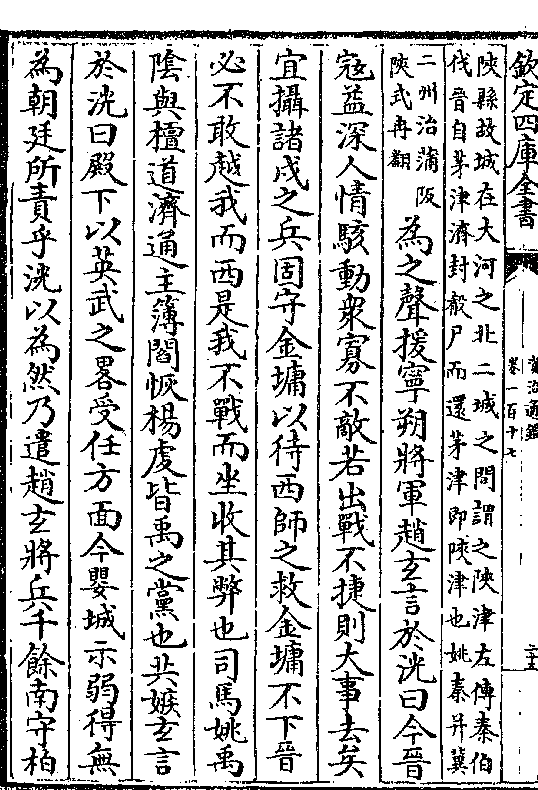 欽定四庫全書
資治通鑑
卷一百十七
三五
陜縣故城在大河之北二城之間謂之陜津左傳秦伯
伐晉自茅津濟封殽尸而還茅津即陜津也姚秦并冀
二州治蒲阪
陜式冉翻
為之聲援寧朔將軍趙玄言於洸曰今晉
宼益深人情駭動衆寡不敵若出戰不捷則大事去矣
宜攝諸戍之兵固守金墉以待西師之救金墉不下晉
必不敢越我而西是我不戰而坐收其弊也司馬姚禹
隂與檀道濟通主簿閻恢楊虔皆禹之黨也共嫉玄言
於洸曰殿下以英武之畧受任方面今嬰城示弱得無
為朝廷所責乎洸以為然乃遣趙玄將兵千餘南守柏